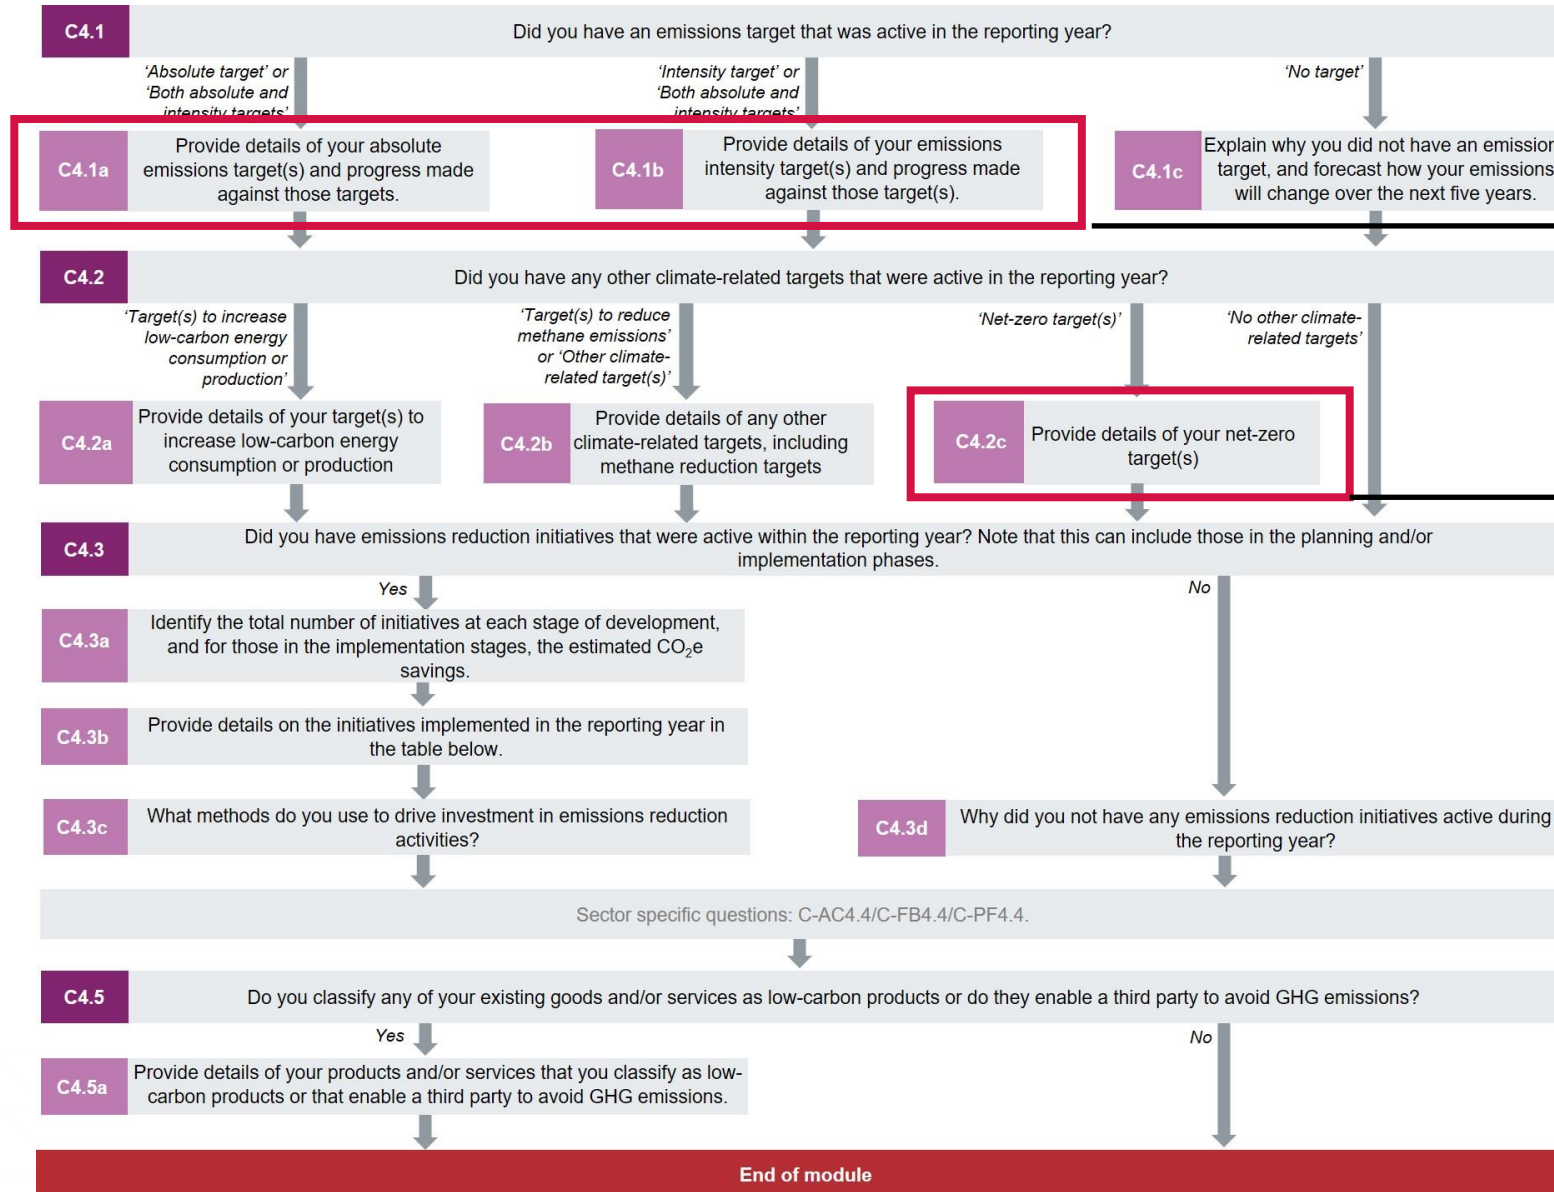 C4.1
Did you have an emissions target that was active in the reporting year?
'Absolute target' or
'Both absolute and
intensity targets'
'Intensity target' or
'Both absolute and
intensity targets'
'No target'
C4.1a
Provide details of your absolute
emissions target(s) and progress made
against those targets.
C4.1b
Provide details of your emissions
intensity target(s) and progress made
against those target(s).
C4.1c
Explain why you did not have an emission
target, and forecast how your emissions
will change over the next five years.
C4.2
Did you have any other climate-related targets that were active in the reporting year?
'Target(s) to increase
low-carbon energy
consumption or
production'
'Target(s) to reduce
methane emissions'
or 'Other climate-
related target(s)'
'Net-zero target(s)'
'No other climate-
related targets'
C4.2a
Provide details of your target(s) to
increase low-carbon energy
consumption or production
C4.2b
Provide details of any other
climate-related targets, including
methane reduction targets
C4.2c
Provide details of your net-zero
target(s)
C4.3
Did you have emissions reduction initiatives that were active within the reporting year? Note that this can include those in the planning and/or
implementation phases.
Yes
No
C4.3a
Identify the total number of initiatives at each stage of development,
and for those in the implementation stages, the estimated CO₂e
savings.
C4.3b
Provide details on the initiatives implemented in the reporting year in
the table below.
C4.3c
What methods do you use to drive investment in emissions reduction
activities?
C4.3d
Why did you not have any emissions reduction initiatives active during
the reporting year?
Sector specific questions: C-AC4.4/C-FB4.4/C-PF4.4.
C4.5
Do you classify any of your existing goods and/or services as low-carbon products or do they enable a third party to avoid GHG emissions?
Yes
No
C4.5a
Provide details of your products and/or services that you classify as low-
carbon products or that enable a third party to avoid GHG emissions.
End of module